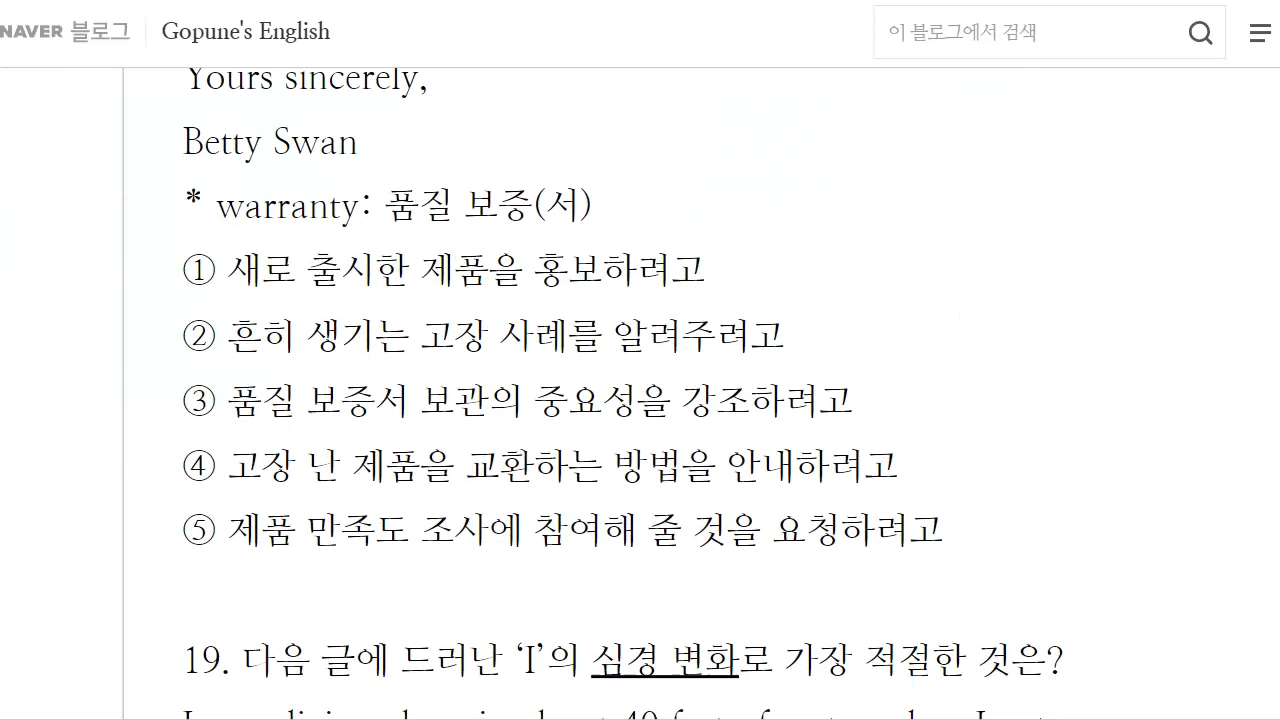 NAVER 블로그
Gopune's English
이 블로그에서 검색
Yours sincerely,
Betty Swan
* warranty: 품질 보증(서)
① 새로 출시한 제품을 홍보하려고
② 흔히 생기는 고장 사례를 알려주려고
③ 품질 보증서 보관의 중요성을 강조하려고
④ 고장 난 제품을 교환하는 방법을 안내하려고
⑤ 제품 만족도 조사에 참여해 줄 것을 요청하려고
19. 다음 글에 드러난 ‘I’의 심경 변화로 가장 적절한 것은?